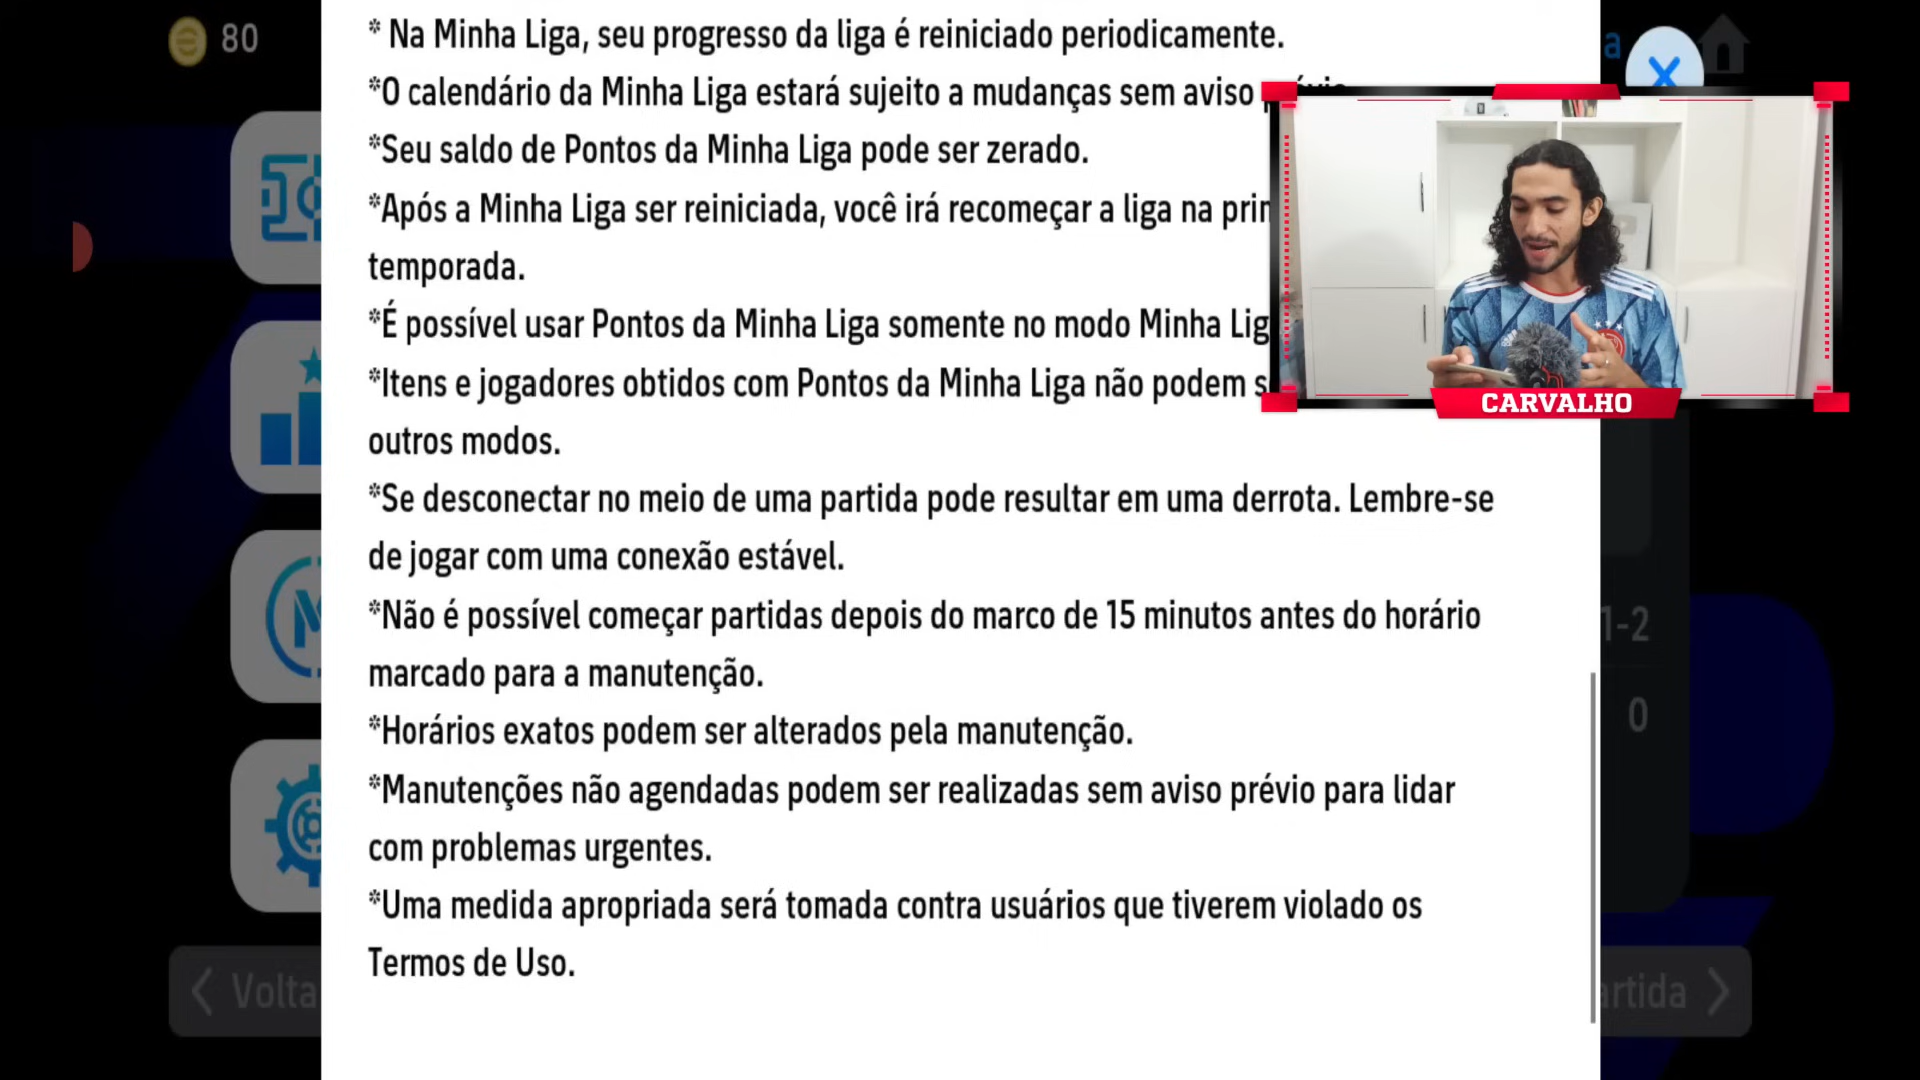 80
* Na Minha Liga, seu progresso da liga é reiniciado periodicamente.
*O calendário da Minha Liga estará sujeito a mudanças sem aviso
*Seu saldo de Pontos da Minha Liga pode ser zerado.
*Após a Minha Liga ser reiniciada, você irá recomeçar a liga na
temporada.
*É possível usar Pontos da Minha Liga somente no modo Minha
*Itens e jogadores obtidos com Pontos da Minha Liga não podem
outros modos.
*Se desconectar no meio de uma partida pode resultar em uma derrota. Lembre-se
de jogar com uma conexão estável.
*Não é possível começar partidas depois do marco de 15 minutos antes do horário
marcado para a manutenção.
*Horários exatos podem ser alterados pela manutenção.
*Manutenções não agendadas podem ser realizadas sem aviso prévio para lidar
com problemas urgentes.
*Uma medida apropriada será tomada contra usuários que tiverem violado os
Termos de Uso.
X
CARVALHO
1-2
0
Volta
artida